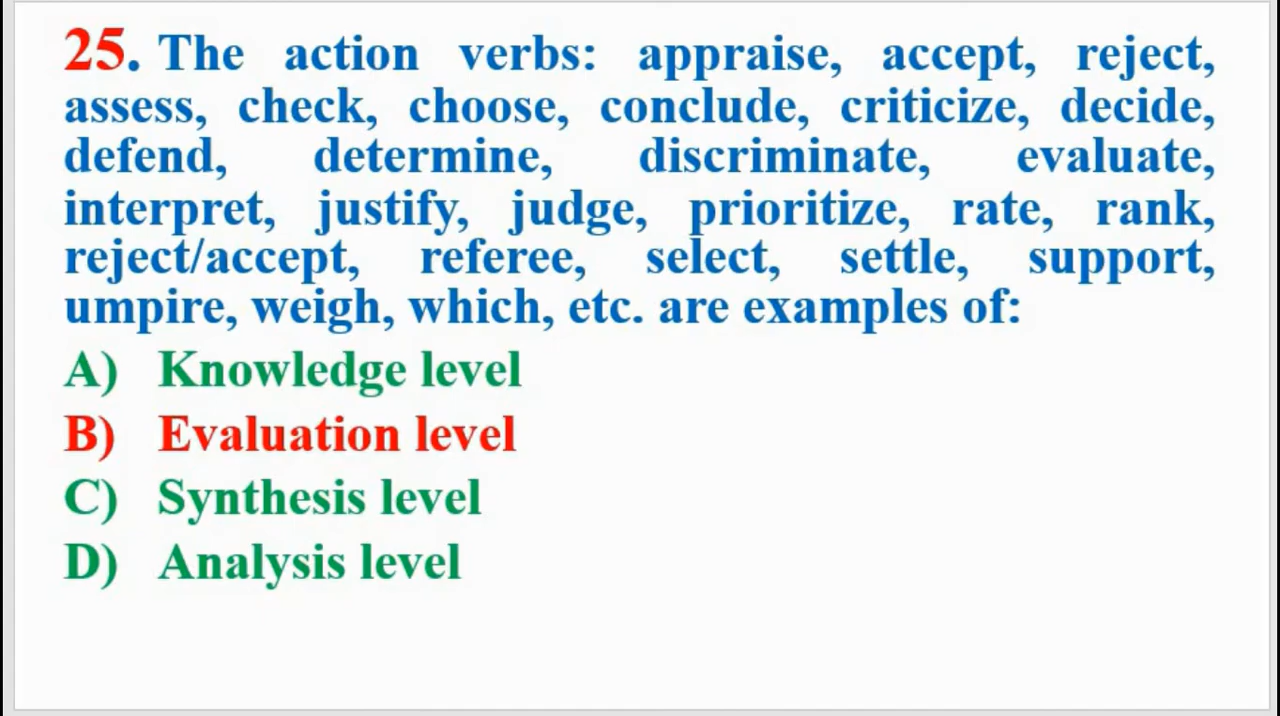 25. The action verbs: appraise, accept, reject,
assess, check, choose, conclude, criticize, decide,
defend, determine, discriminate, evaluate,
interpret, justify, judge, prioritize, rate, rank,
reject/accept, referee, select, settle, support,
umpire, weigh, which, etc. are examples of:
A) Knowledge level
B) Evaluation level
C) Synthesis level
D) Analysis level